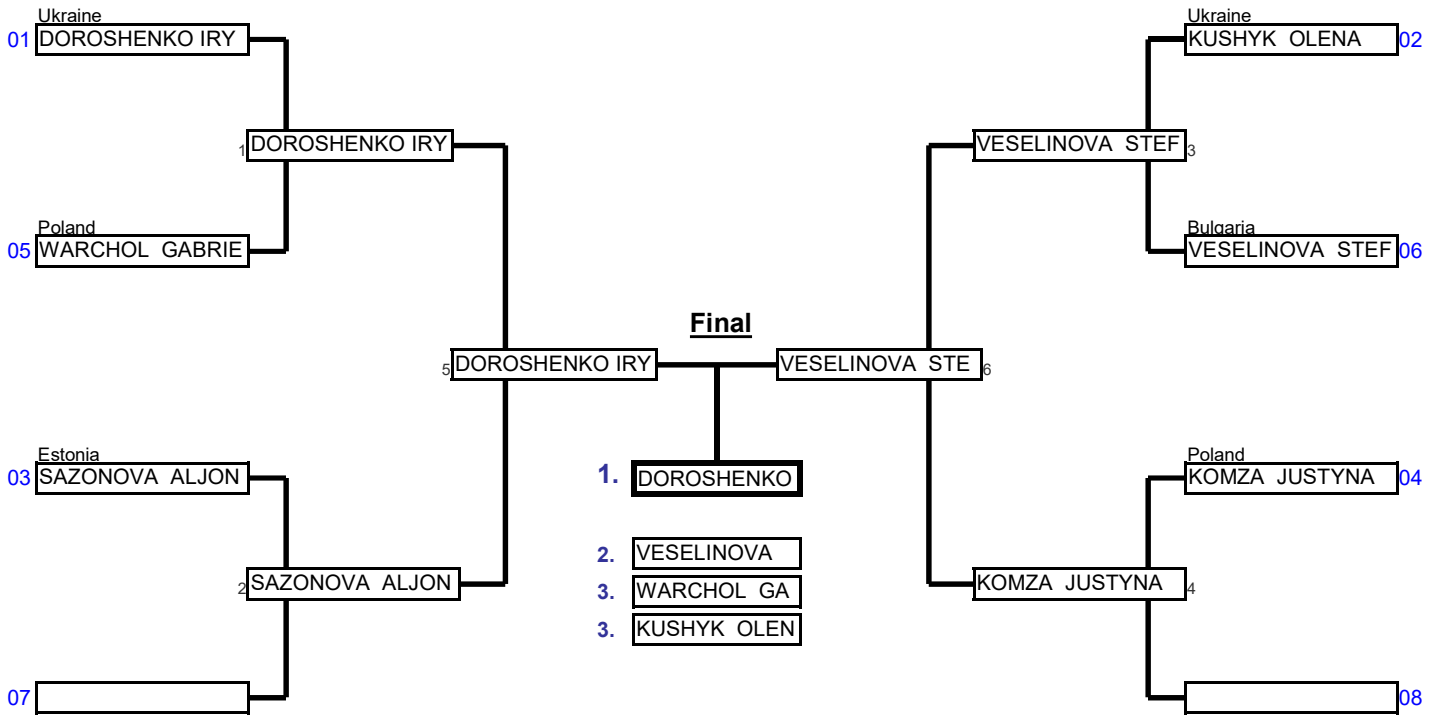 Ukraine
01 DOROSHENKO IRY
Ukraine
KUSHYK OLENA 02
1 DOROSHENKO IRY
VESELINOVA STEF 3
Poland
05 WARCHOL GABRIE
Bulgaria
VESELINOVA STEF 06
Final
5 DOROSHENKO IRY
VESELINOVA STE 6
Estonia
03 SAZONOVA ALJON
1. DOROSHENKO
Poland
KOMZA JUSTYNA 04
2. VESELINOVA
3. WARCHOL GA
3. KUSHYK OLEN
2 SAZONOVA ALJON
KOMZA JUSTYNA 4
07
08